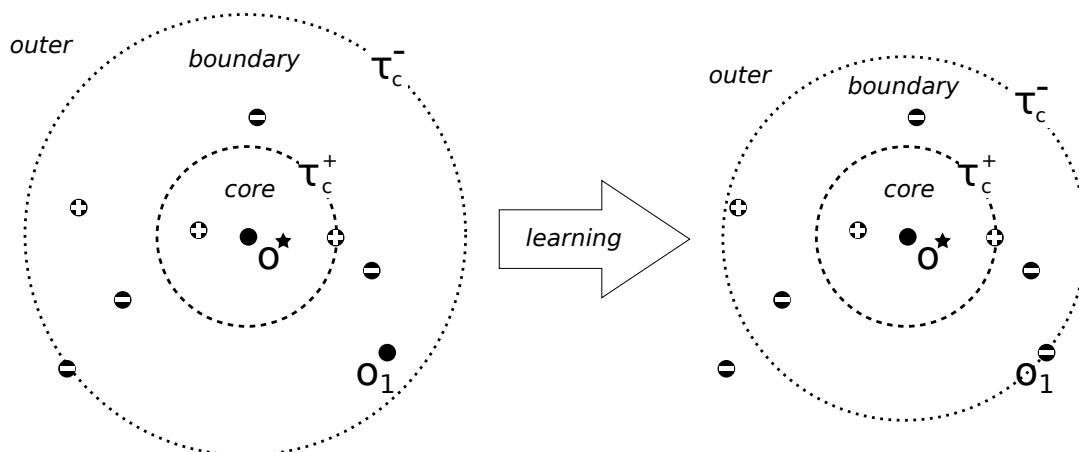 outer
boundary
τc-
τc+
core
o
o1
learning
outer
boundary
τc-
τc+
core
o
o1